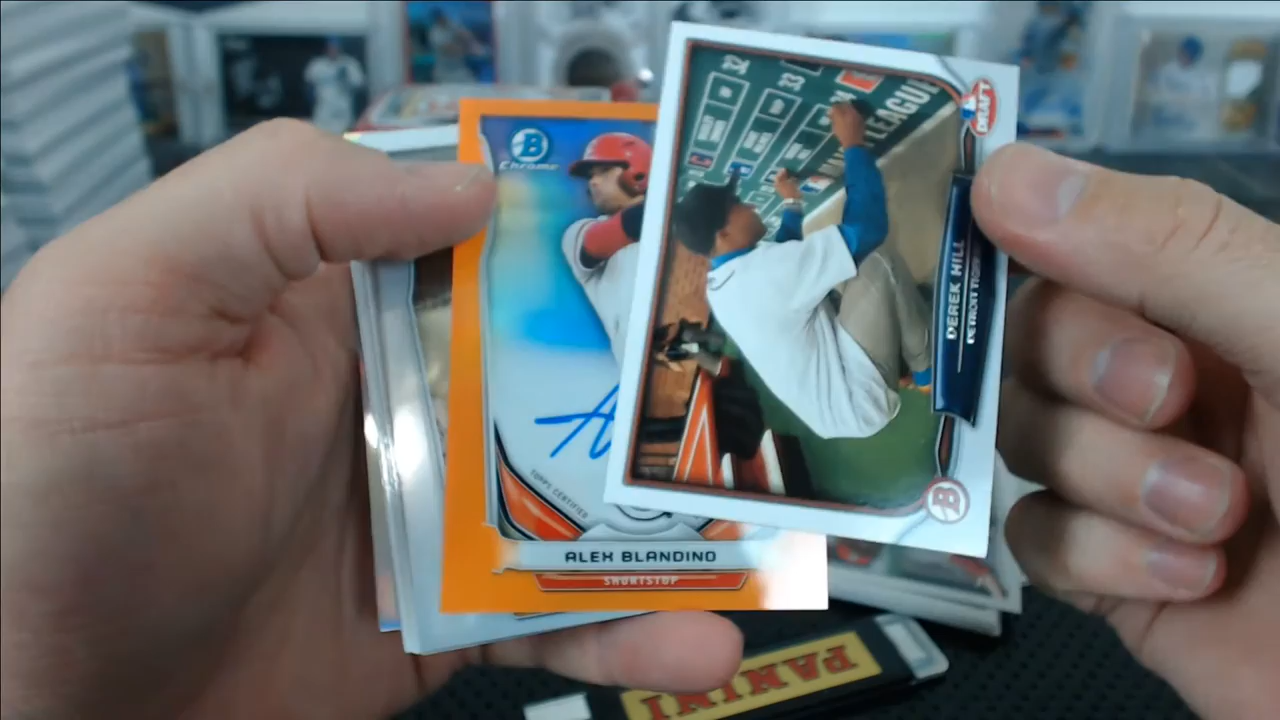 B
Chrome
TOPPS CERTIFIED
ALEX BLANDINO
SHORTSTOP
32
33
LEAGUE
DRAFT
DEREK HILL
DETROIT TIGERS
B
PANINI